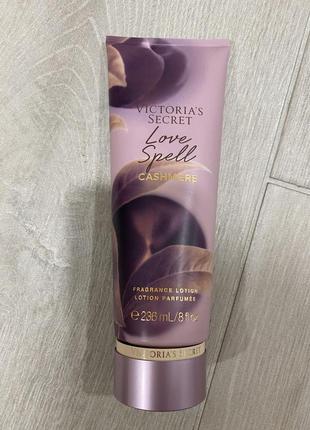 VICTORIA'S
SECRET
Love
Spell
CASHMERE
FRAGRANCE LOTION
LOTION PARFUMÉE
℮ 236 mL/8 fl oz
VICTORIA'S SECRET